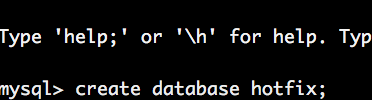 Type 'help;' or '\h' for help. Typ
mysql> create database hotfix;